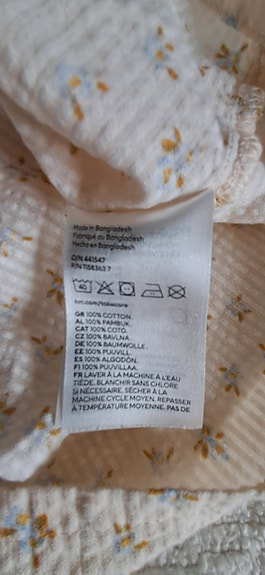 Made in Bangladesh
Fabriqué au Bangladesh
Hecho en Bangladesh
O/N 441547
P/N 1158363 7
40
hm.com/takecare
GB 100% COTTON.
AL 100% PAMBUK.
CAT 100% COTÓ.
CZ 100% BAVLNA.
DE 100% BAUMWOLLE.
EE 100% PUUVILL.
ES 100% ALGODÓN.
FI 100% PUUVILLAA.
FR LAVER À LA MACHINE À L'EAU
TIÈDE. BLANCHIR SANS CHLORE
SI NÉCESSAIRE. SÉCHER À LA
MACHINE CYCLE MOYEN. REPASSER
À TEMPÉRATURE MOYENNE. PAS DE